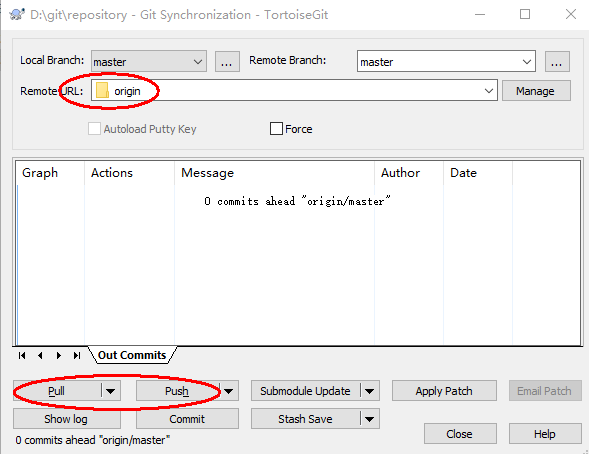 D:\git\repository - Git Synchronization - TortoiseGit
Local Branch: master ... Remote Branch: master ...
Remote URL: origin Manage
Autoload Putty Key Force
Graph Actions Message Author Date
0 commits ahead "origin/master"
Out Commits
Pull Push Submodule Update Apply Patch Email Patch
Show log Commit Stash Save
0 commits ahead "origin/master"
Close Help